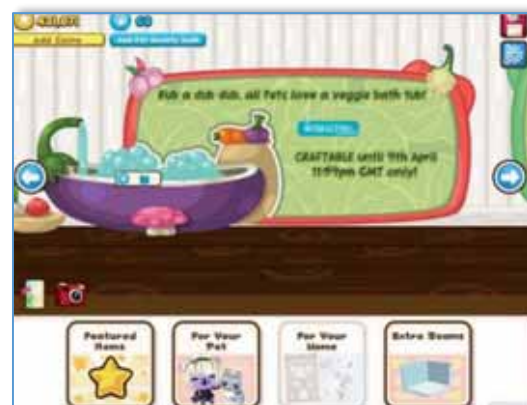 Add Coins
Rub a dub dub, all Pets love a veggie bath tub!
CRAFTABLE until 9th April
11:59pm GMT only!
Featured
Items
For Your
Pet
For Your
Home
Extra Rooms